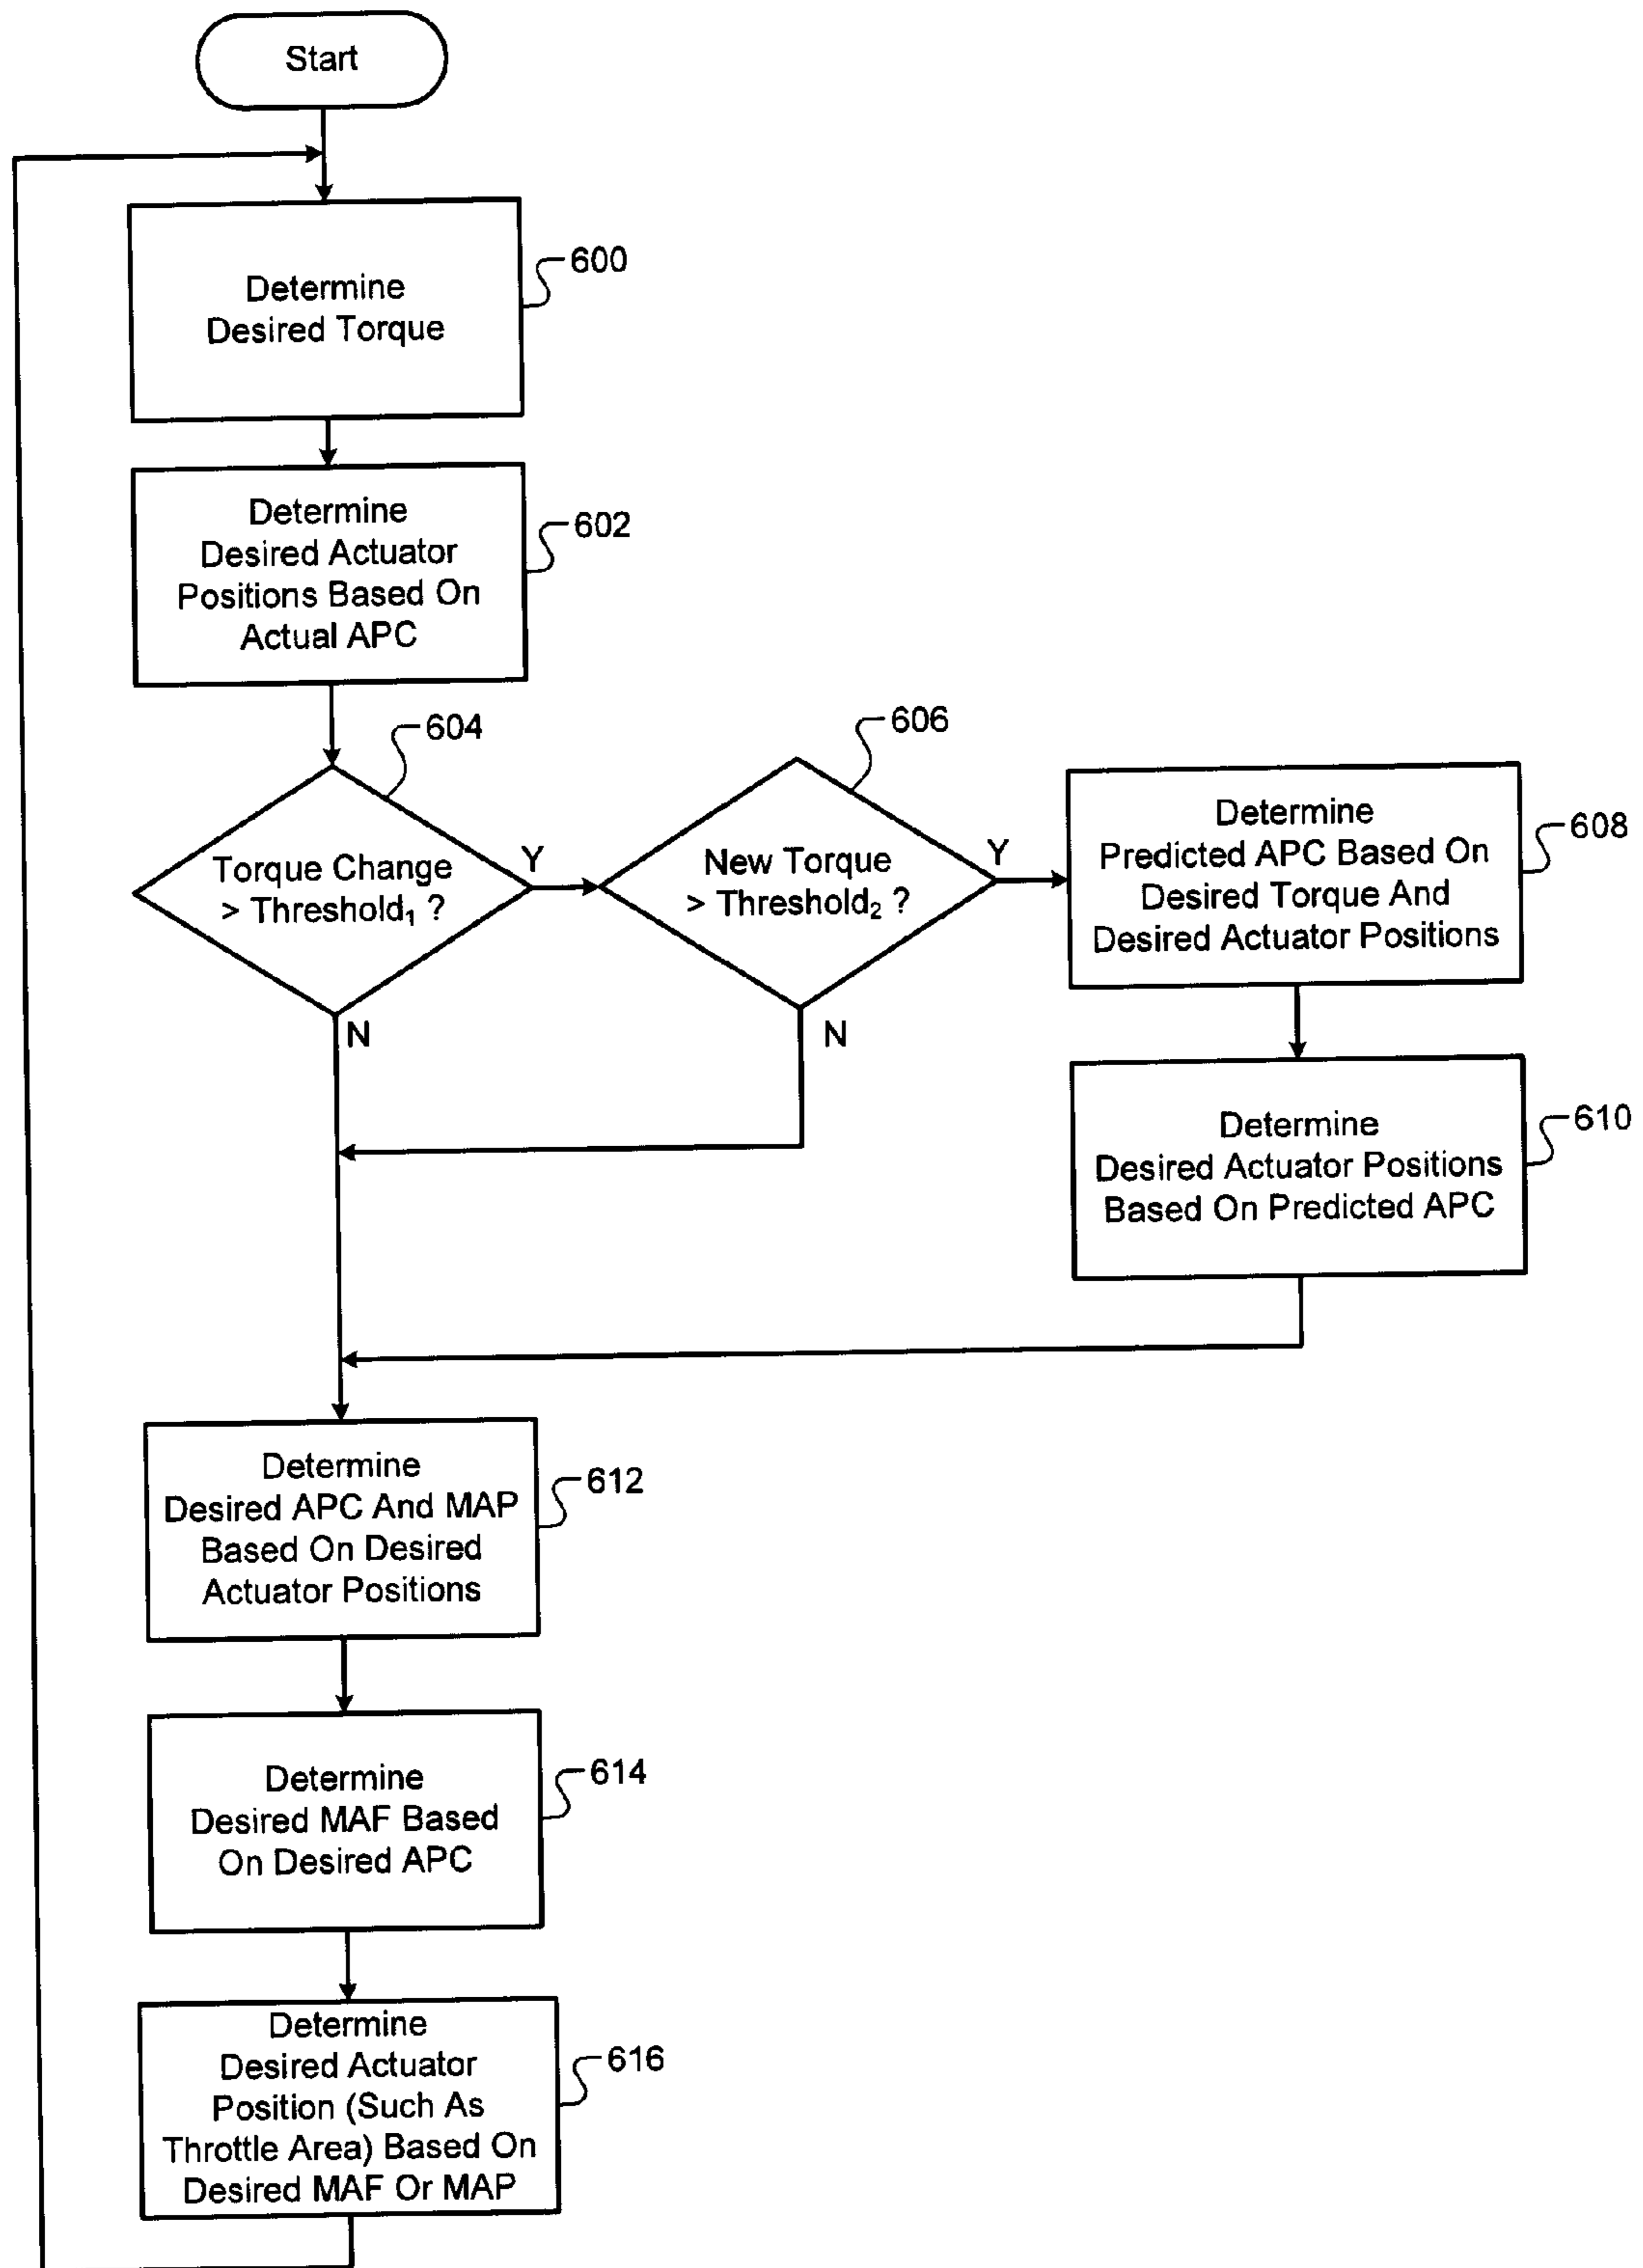 Start
Determine
Desired Torque
600
Determine
Desired Actuator
Positions Based On
Actual APC
602
604
Torque Change
> Threshold₁ ?
Y
N
606
New Torque
> Threshold₂ ?
Y
N
Determine
Predicted APC Based On
Desired Torque And
Desired Actuator Positions
608
Determine
Desired Actuator Positions
Based On Predicted APC
610
Determine
Desired APC And MAP
Based On Desired
Actuator Positions
612
Determine
Desired MAF Based
On Desired APC
614
Determine
Desired Actuator
Position (Such As
Throttle Area) Based On
Desired MAF Or MAP
616